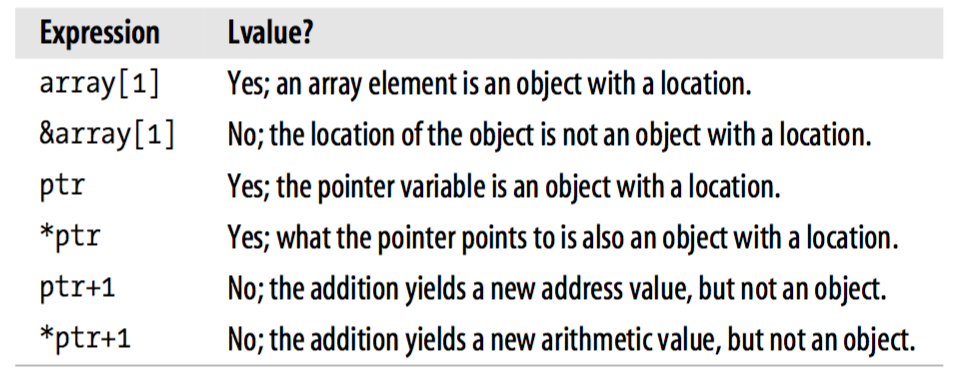 Expression Lvalue?
array[1] Yes; an array element is an object with a location.
&array[1] No; the location of the object is not an object with a location.
ptr Yes; the pointer variable is an object with a location.
*ptr Yes; what the pointer points to is also an object with a location.
ptr+1 No; the addition yields a new address value, but not an object.
*ptr+1 No; the addition yields a new arithmetic value, but not an object.